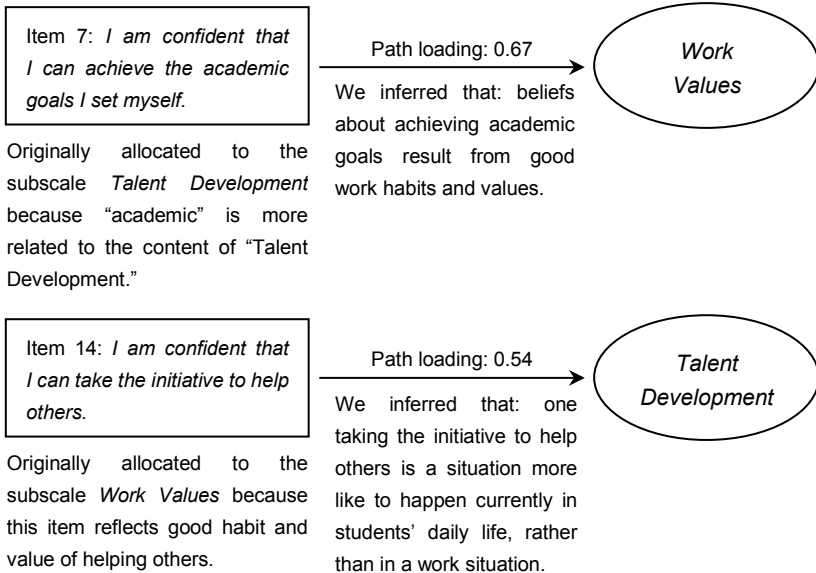 Item 7: I am confident that
I can achieve the academic
goals I set myself.
Path loading: 0.67
Work
Values
We inferred that: beliefs
about achieving academic
goals result from good
work habits and values.
Originally allocated to the
subscale Talent Development
because “academic” is more
related to the content of “Talent
Development.”
Item 14: I am confident that
I can take the initiative to help
others.
Path loading: 0.54
Talent
Development
We inferred that: one
taking the initiative to help
others is a situation more
like to happen currently in
students’ daily life, rather
than in a work situation.
Originally allocated to the
subscale Work Values because
this item reflects good habit and
value of helping others.